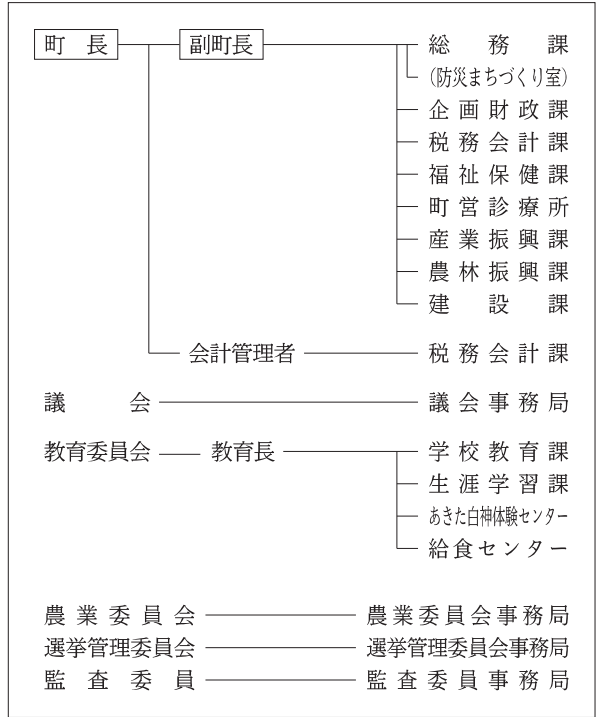 町長 副町長 総務課
(防災まちづくり室)
企画財政課
税務会計課
福祉保健課
町営診療所
産業振興課
農林振興課
建設課
会計管理者 税務会計課
議会 議会事務局
教育委員会 教育長 学校教育課
生涯学習課
あきた白神体験センター
給食センター
農業委員会 農業委員会事務局
選挙管理委員会 選挙管理委員会事務局
監査委員 監査委員事務局